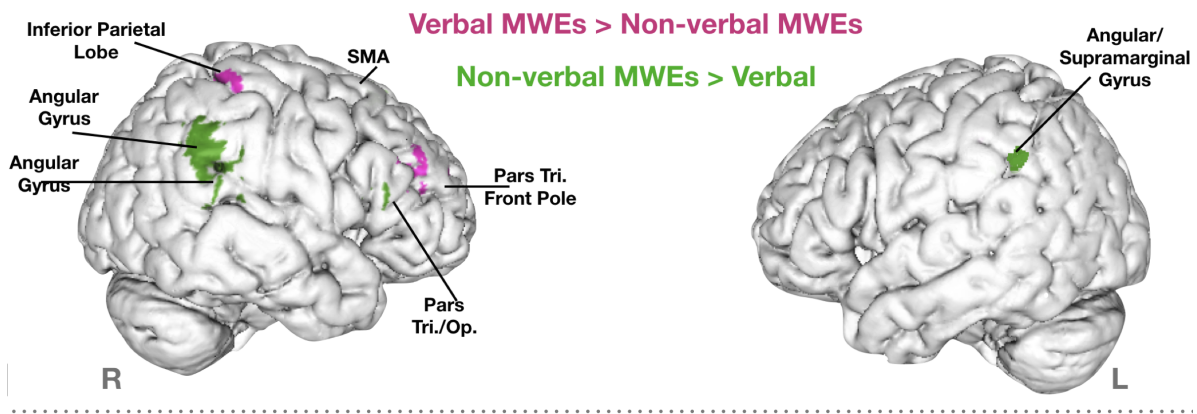 Verbal MWEs > Non-verbal MWEs
Non-verbal MWEs > Verbal
Inferior Parietal
Lobe
SMA
Angular
Gyrus
Angular
Gyrus
Pars Tri.
Front Pole
Pars
Tri./Op.
R
Angular/
Supramarginal
Gyrus
L